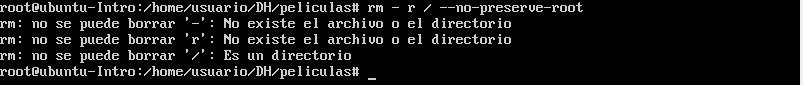 root@ubuntu-Intro:/home/usuario/DH/peliculas# rm - r / --no-preserve-root
rm: no se puede borrar '-': No existe el archivo o el directorio
rm: no se puede borrar 'r': No existe el archivo o el directorio
rm: no se puede borrar '/': Es un directorio
root@ubuntu-Intro:/home/usuario/DH/peliculas# _